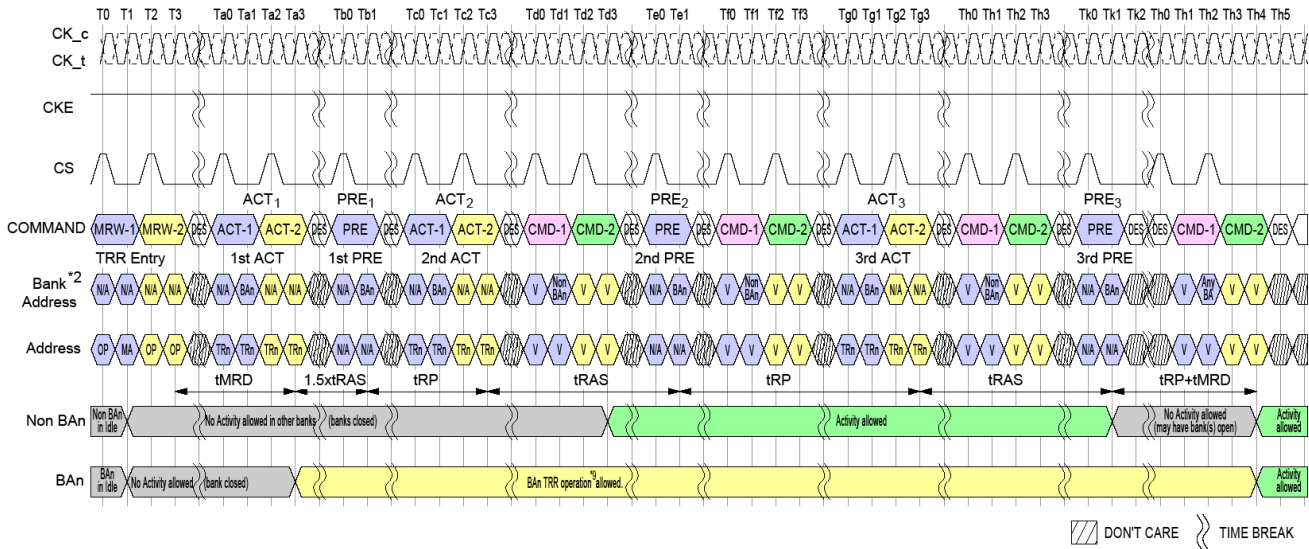 T0 T1 T2 T3 Ta0 Ta1 Ta2 Ta3 Tb0 Tb1 Tc0 Tc1 Tc2 Tc3 Td0 Td1 Td2 Td3 Te0 Te1 Tf0 Tf1 Tf2 Tf3 Tg0 Tg1 Tg2 Tg3 Th0 Th1 Th2 Th3 Tk0 Tk1 Tk2 Th0 Th1 Th2 Th3 Th4 Th5
CK_c
CK_t
CKE
CS
ACT1 PRE1 ACT2 PRE2 ACT3 PRE3
COMMAND MRW-1 MRW-2 DES ACT-1 ACT-2 DES PRE DES ACT-1 ACT-2 DES CMD-1 CMD-2 DES PRE DES CMD-1 CMD-2 DES ACT-1 ACT-2 DES CMD-1 CMD-2 DES PRE DES DES CMD-1 CMD-2 DES
TRR Entry 1st ACT 1st PRE 2nd ACT 2nd PRE 3rd ACT 3rd PRE
Bank*2 Address N/A N/A N/A N/A N/A BAn N/A N/A N/A BAn N/A BAn N/A N/A V Non BAn V V N/A BAn V Non BAn V V N/A BAn N/A N/A V Non BAn V V N/A BAn V Any BA V V
Address OP MA OP OP TRn TRn TRn TRn N/A N/A TRn TRn TRn TRn V V V V N/A N/A V V V V TRn TRn TRn TRn V V V V N/A N/A V V V V
tMRD 1.5xtRAS tRP tRAS tRP tRAS tRP+tMRD
Non BAn Non BAn in Idle No Activity allowed in other banks (banks closed) Activity allowed No Activity allowed (may have bank(s) open) Activity allowed
BAn BAn in Idle No Activity allowed (bank closed) BAn TRR operation*9 allowed. Activity allowed
DON'T CARE TIME BREAK